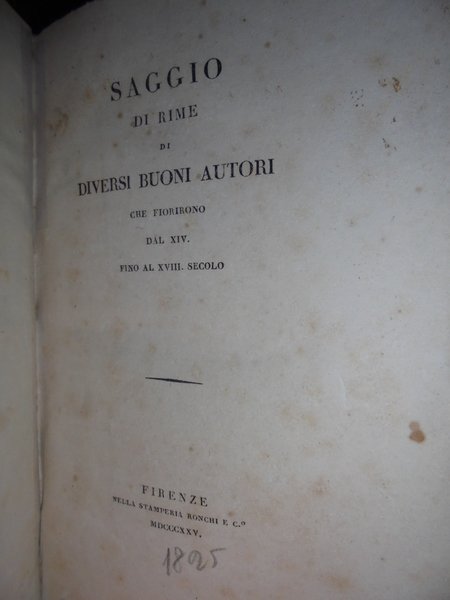 SAGGIO
DI RIME
DI
DIVERSI BUONI AUTORI
CHE FIORIRONO
DAL XIV.
FINO AL XVIII. SECOLO
FIRENZE
NELLA STAMPERIA RONCHI E C.º
MDCCCXXV.
1825